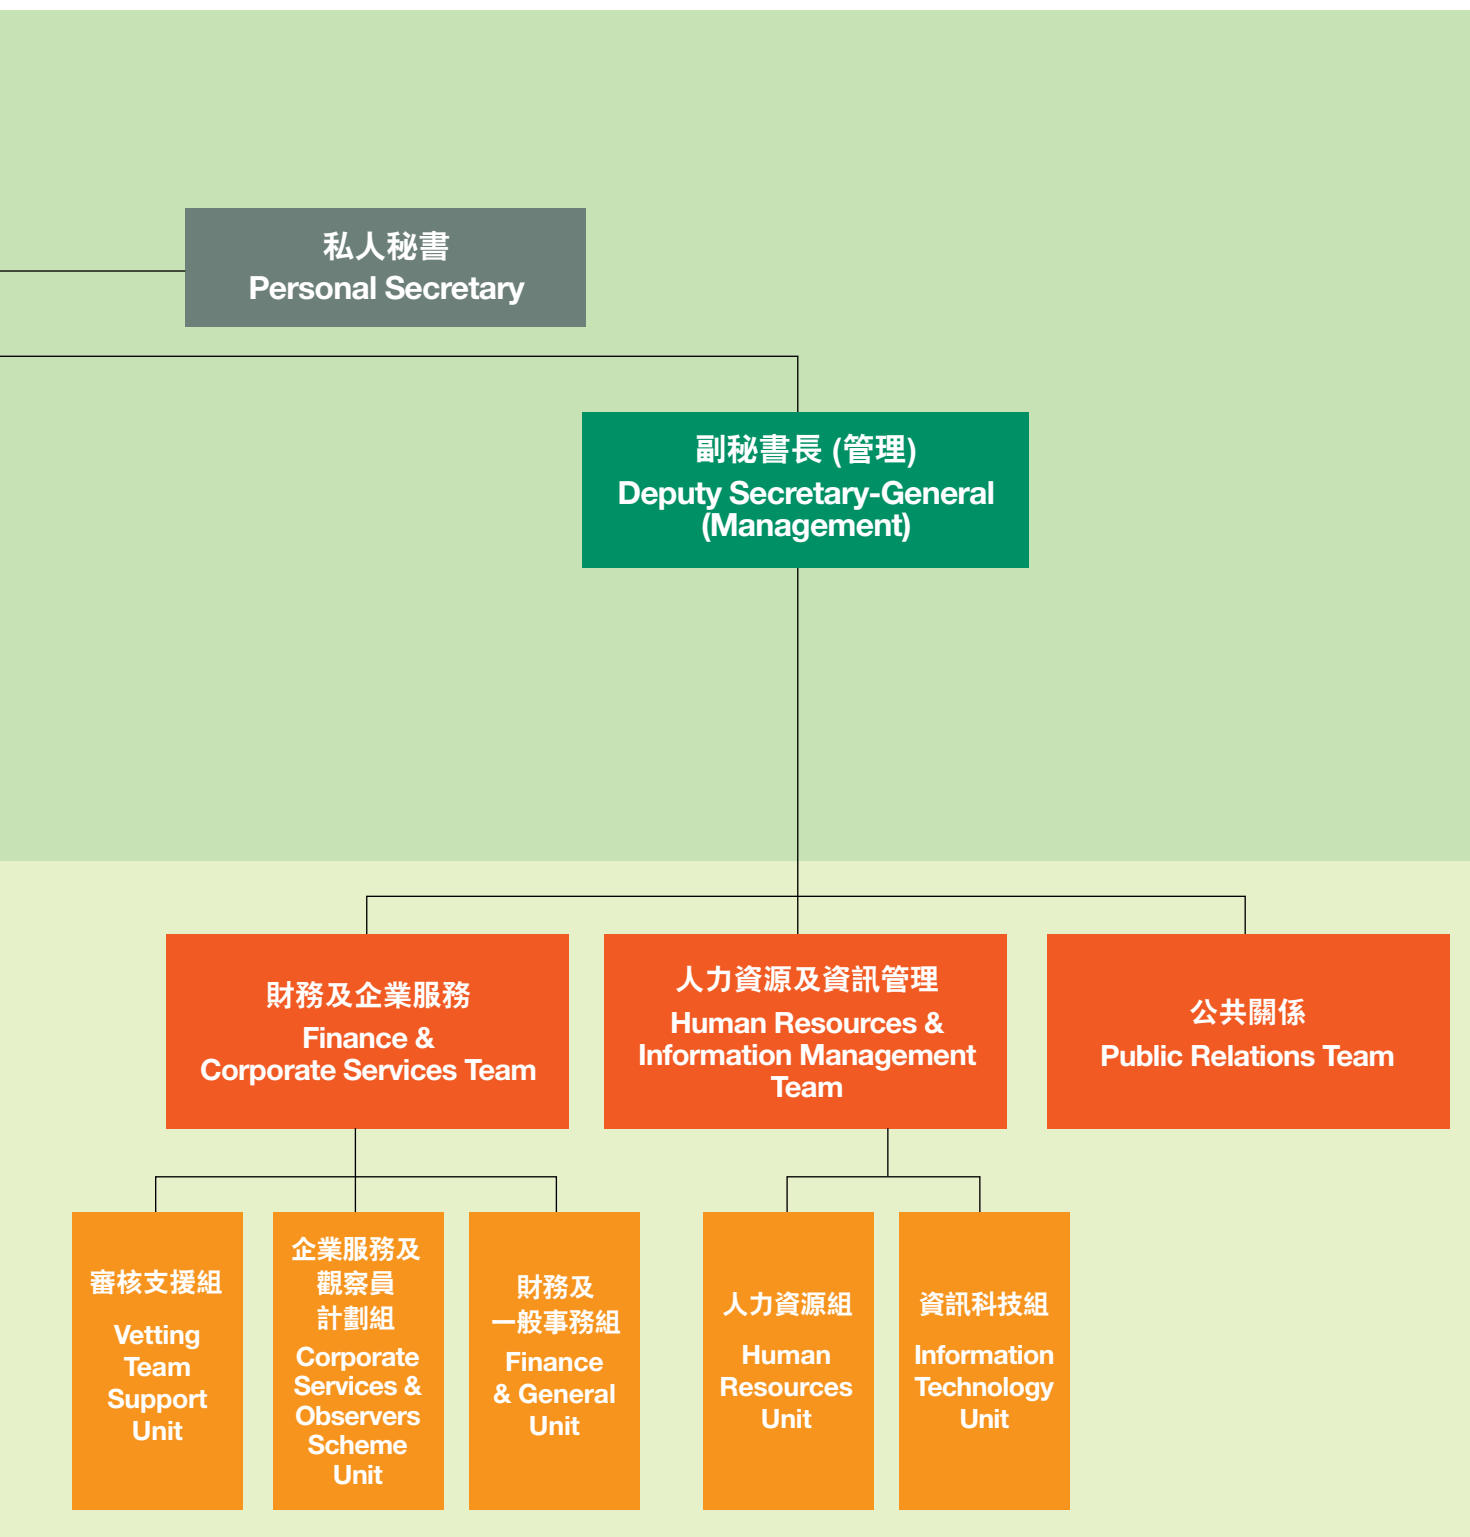 私人秘書
Personal Secretary
副秘書長 (管理)
Deputy Secretary-General
(Management)
財務及企業服務
Finance &
Corporate Services Team
人力資源及資訊管理
Human Resources &
Information Management
Team
公共關係
Public Relations Team
審核支援組
Vetting
Team
Support
Unit
企業服務及
觀察員
計劃組
Corporate
Services &
Observers
Scheme
Unit
財務及
一般事務組
Finance
& General
Unit
人力資源組
Human
Resources
Unit
資訊科技組
Information
Technology
Unit